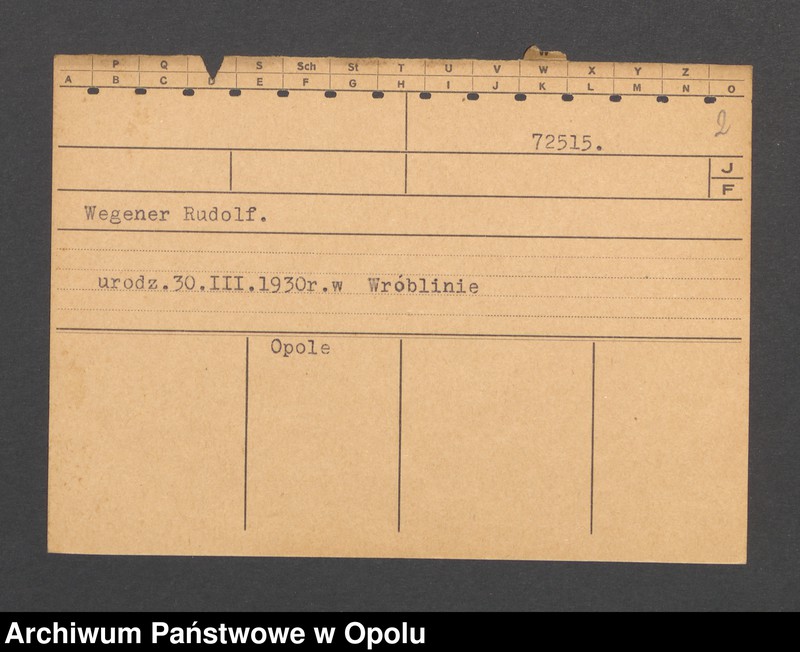 P Q S Sch St T U V W X Y Z
A B C D E F G H I J K L M N O
2
72515.
J
F
Wegener Rudolf.
urodz.30.III.1930r.w Wróblinie
Opole
Archiwum Państwowe w Opolu